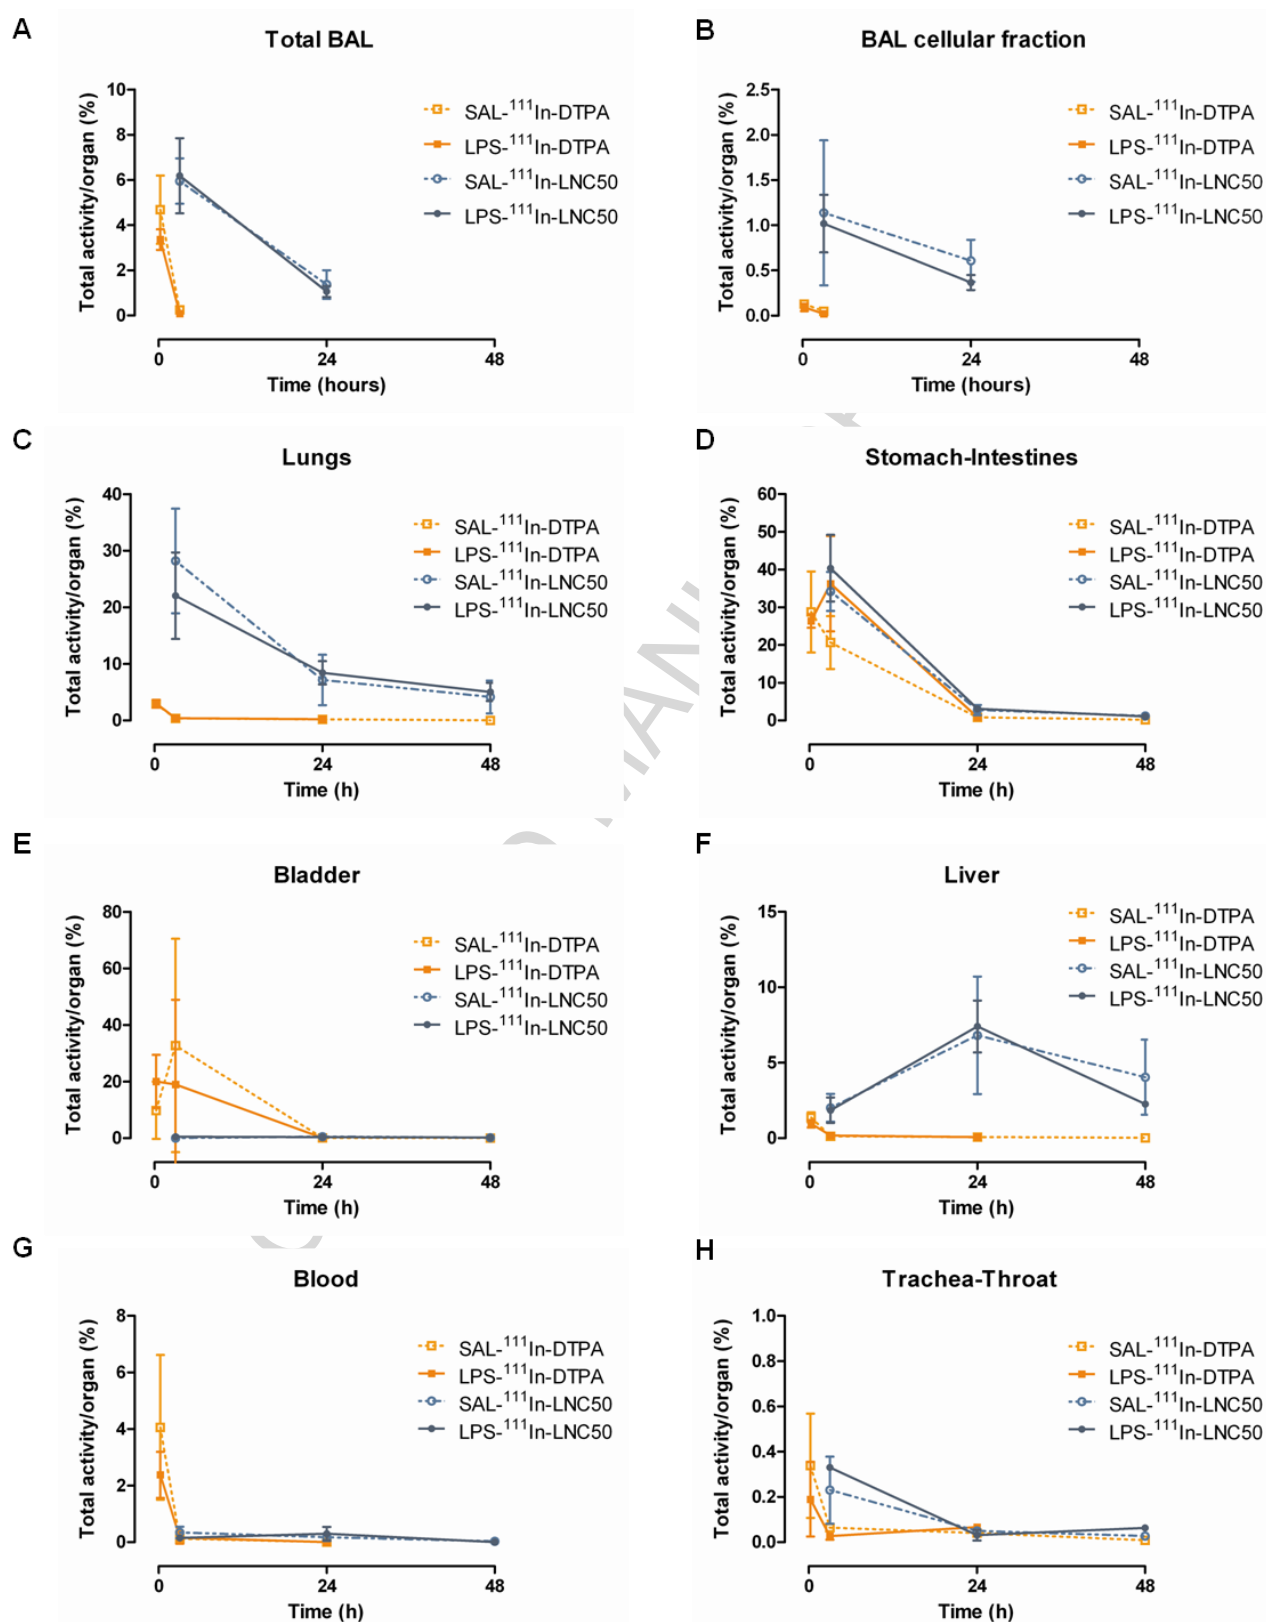 A
Total BAL
Total activity/organ (%)
10
8
6
4
2
0
0 24 48
Time (hours)
SAL-¹¹¹In-DTPA
LPS-¹¹¹In-DTPA
SAL-¹¹¹In-LNC50
LPS-¹¹¹In-LNC50
B
BAL cellular fraction
Total activity/organ (%)
2.5
2.0
1.5
1.0
0.5
0.0
0 24 48
Time (hours)
SAL-¹¹¹In-DTPA
LPS-¹¹¹In-DTPA
SAL-¹¹¹In-LNC50
LPS-¹¹¹In-LNC50
C
Lungs
Total activity/organ (%)
40
30
20
10
0
0 24 48
Time (h)
SAL-¹¹¹In-DTPA
LPS-¹¹¹In-DTPA
SAL-¹¹¹In-LNC50
LPS-¹¹¹In-LNC50
D
Stomach-Intestines
Total activity/organ (%)
60
50
40
30
20
10
0
0 24 48
Time (h)
SAL-¹¹¹In-DTPA
LPS-¹¹¹In-DTPA
SAL-¹¹¹In-LNC50
LPS-¹¹¹In-LNC50
E
Bladder
Total activity/organ (%)
80
60
40
20
0
0 24 48
Time (h)
SAL-¹¹¹In-DTPA
LPS-¹¹¹In-DTPA
SAL-¹¹¹In-LNC50
LPS-¹¹¹In-LNC50
F
Liver
Total activity/organ (%)
15
10
5
0
0 24 48
Time (h)
SAL-¹¹¹In-DTPA
LPS-¹¹¹In-DTPA
SAL-¹¹¹In-LNC50
LPS-¹¹¹In-LNC50
G
Blood
Total activity/organ (%)
8
6
4
2
0
0 24 48
Time (h)
SAL-¹¹¹In-DTPA
LPS-¹¹¹In-DTPA
SAL-¹¹¹In-LNC50
LPS-¹¹¹In-LNC50
H
Trachea-Throat
Total activity/organ (%)
1.0
0.8
0.6
0.4
0.2
0.0
0 24 48
Time (h)
SAL-¹¹¹In-DTPA
LPS-¹¹¹In-DTPA
SAL-¹¹¹In-LNC50
LPS-¹¹¹In-LNC50